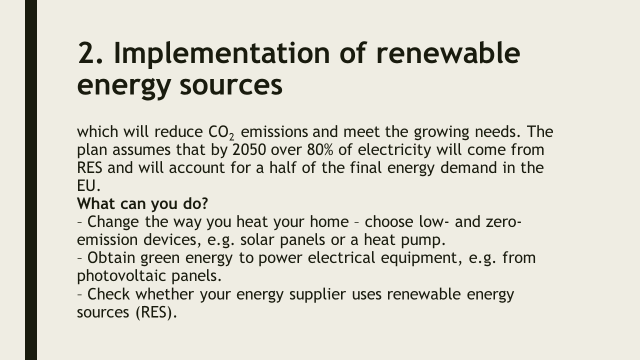 2. Implementation of renewable
energy sources
which will reduce CO₂ emissions and meet the growing needs. The
plan assumes that by 2050 over 80% of electricity will come from
RES and will account for a half of the final energy demand in the
EU.
What can you do?
– Change the way you heat your home – choose low- and zero-
emission devices, e.g. solar panels or a heat pump.
– Obtain green energy to power electrical equipment, e.g. from
photovoltaic panels.
– Check whether your energy supplier uses renewable energy
sources (RES).